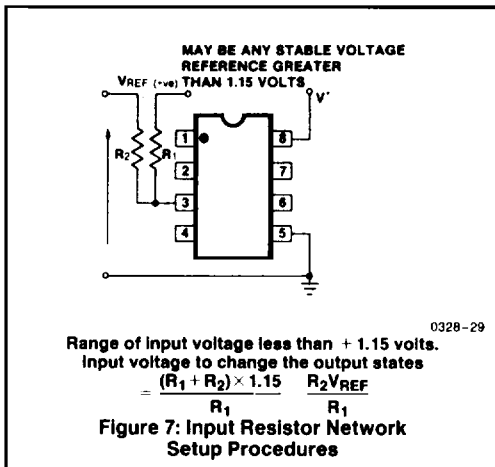 MAY BE ANY STABLE VOLTAGE
REFERENCE GREATER
VREF (+ve) THAN 1.15 VOLTS
V+
R2 R1
1 8
2 7
3 6
4 5
0328-29
Range of input voltage less than + 1.15 volts.
Input voltage to change the output states
= (R1 + R2) × 1.15 R2VREF
R1 R1
Figure 7: Input Resistor Network
Setup Procedures